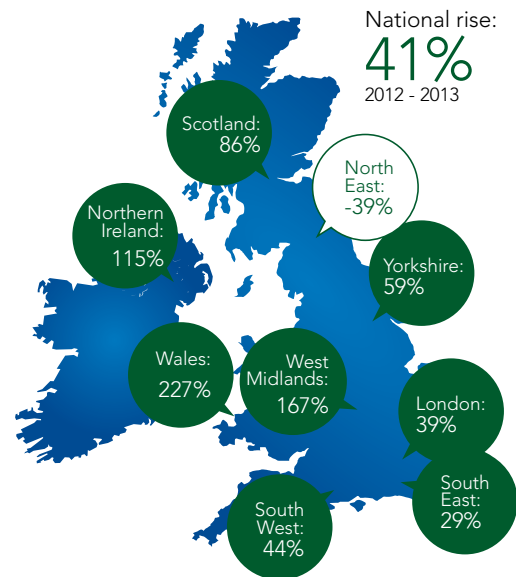 National rise:
41%
2012 - 2013
Scotland:
86%
North
East:
-39%
Northern
Ireland:
115%
Yorkshire:
59%
Wales:
227%
West
Midlands:
167%
London:
39%
South
East:
29%
South
West:
44%